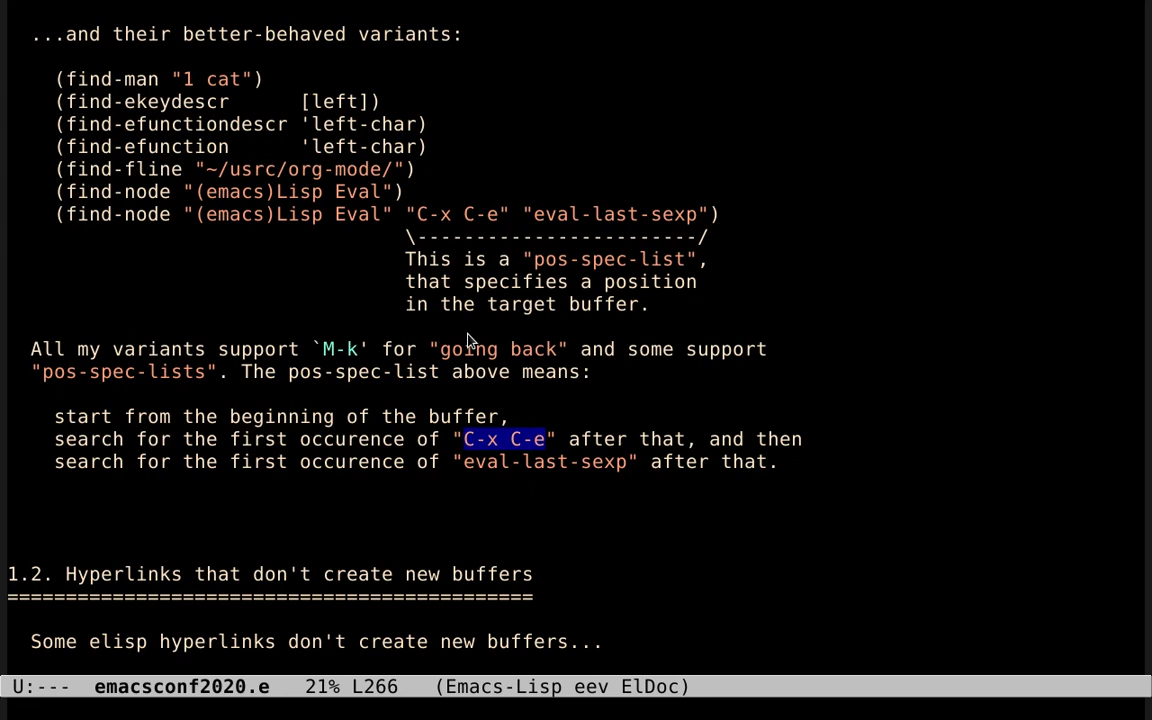 ...and their better-behaved variants:
(find-man "1 cat")
(find-ekeydescr      [left])
(find-efunctiondescr 'left-char)
(find-efunction      'left-char)
(find-fline "~/usrc/org-mode/")
(find-node "(emacs)Lisp Eval")
(find-node "(emacs)Lisp Eval" "C-x C-e" "eval-last-sexp")
\------------------------/
This is a "pos-spec-list",
that specifies a position
in the target buffer.
All my variants support `M-k' for "going back" and some support
"pos-spec-lists". The pos-spec-list above means:
start from the beginning of the buffer,
search for the first occurence of "C-x C-e" after that, and then
search for the first occurence of "eval-last-sexp" after that.
1.2. Hyperlinks that don't create new buffers
=============================================
Some elisp hyperlinks don't create new buffers...
U:---  emacsconf2020.e   21% L266   (Emacs-Lisp eev ElDoc)